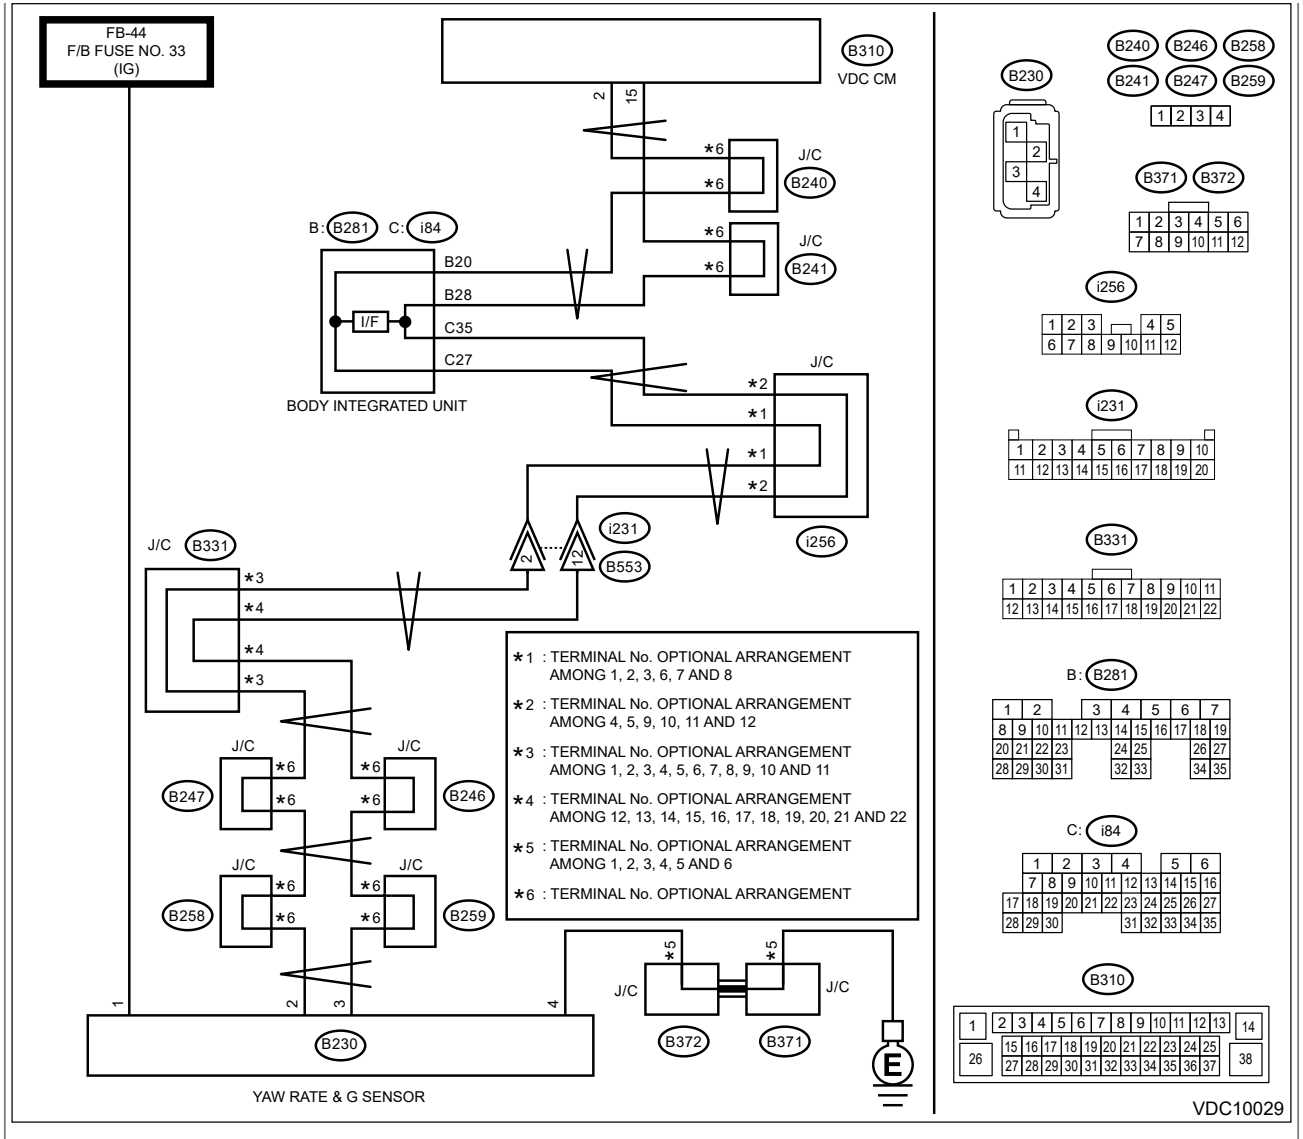 FB-44
F/B FUSE NO. 33
(IG)
B310
VDC CM
2
15
*6
J/C
*6
B240
B: B281 C: i84
*6
J/C
*6
B241
B20
B28
I/F
C35
C27
BODY INTEGRATED UNIT
J/C
*2
*1
*1
*2
i256
i231
B553
2
12
J/C B331
*3
*4
*4
*3
J/C
*6
*6
B247
J/C
*6
*6
B246
J/C
*6
*6
B258
J/C
*6
*6
B259
*1 : TERMINAL No. OPTIONAL ARRANGEMENT
AMONG 1, 2, 3, 6, 7 AND 8
*2 : TERMINAL No. OPTIONAL ARRANGEMENT
AMONG 4, 5, 9, 10, 11 AND 12
*3 : TERMINAL No. OPTIONAL ARRANGEMENT
AMONG 1, 2, 3, 4, 5, 6, 7, 8, 9, 10 AND 11
*4 : TERMINAL No. OPTIONAL ARRANGEMENT
AMONG 12, 13, 14, 15, 16, 17, 18, 19, 20, 21 AND 22
*5 : TERMINAL No. OPTIONAL ARRANGEMENT
AMONG 1, 2, 3, 4, 5 AND 6
*6 : TERMINAL No. OPTIONAL ARRANGEMENT
1
2
3
4
B230
YAW RATE & G SENSOR
*5
*5
J/C
J/C
B372
B371
E
B230
1
2
3
4
B240 B246 B258
B241 B247 B259
1 2 3 4
B371 B372
1 2 3 4 5 6
7 8 9 10 11 12
i256
1 2 3 4 5
6 7 8 9 10 11 12
i231
1 2 3 4 5 6 7 8 9 10
11 12 13 14 15 16 17 18 19 20
B331
1 2 3 4 5 6 7 8 9 10 11
12 13 14 15 16 17 18 19 20 21 22
B: B281
1 2 3 4 5 6 7
8 9 10 11 12 13 14 15 16 17 18 19
20 21 22 23 24 25 26 27
28 29 30 31 32 33 34 35
C: i84
1 2 3 4 5 6
7 8 9 10 11 12 13 14 15 16
17 18 19 20 21 22 23 24 25 26 27
28 29 30 31 32 33 34 35
B310
1 2 3 4 5 6 7 8 9 10 11 12 13 14
15 16 17 18 19 20 21 22 23 24 25
26 27 28 29 30 31 32 33 34 35 36 37 38
VDC10029